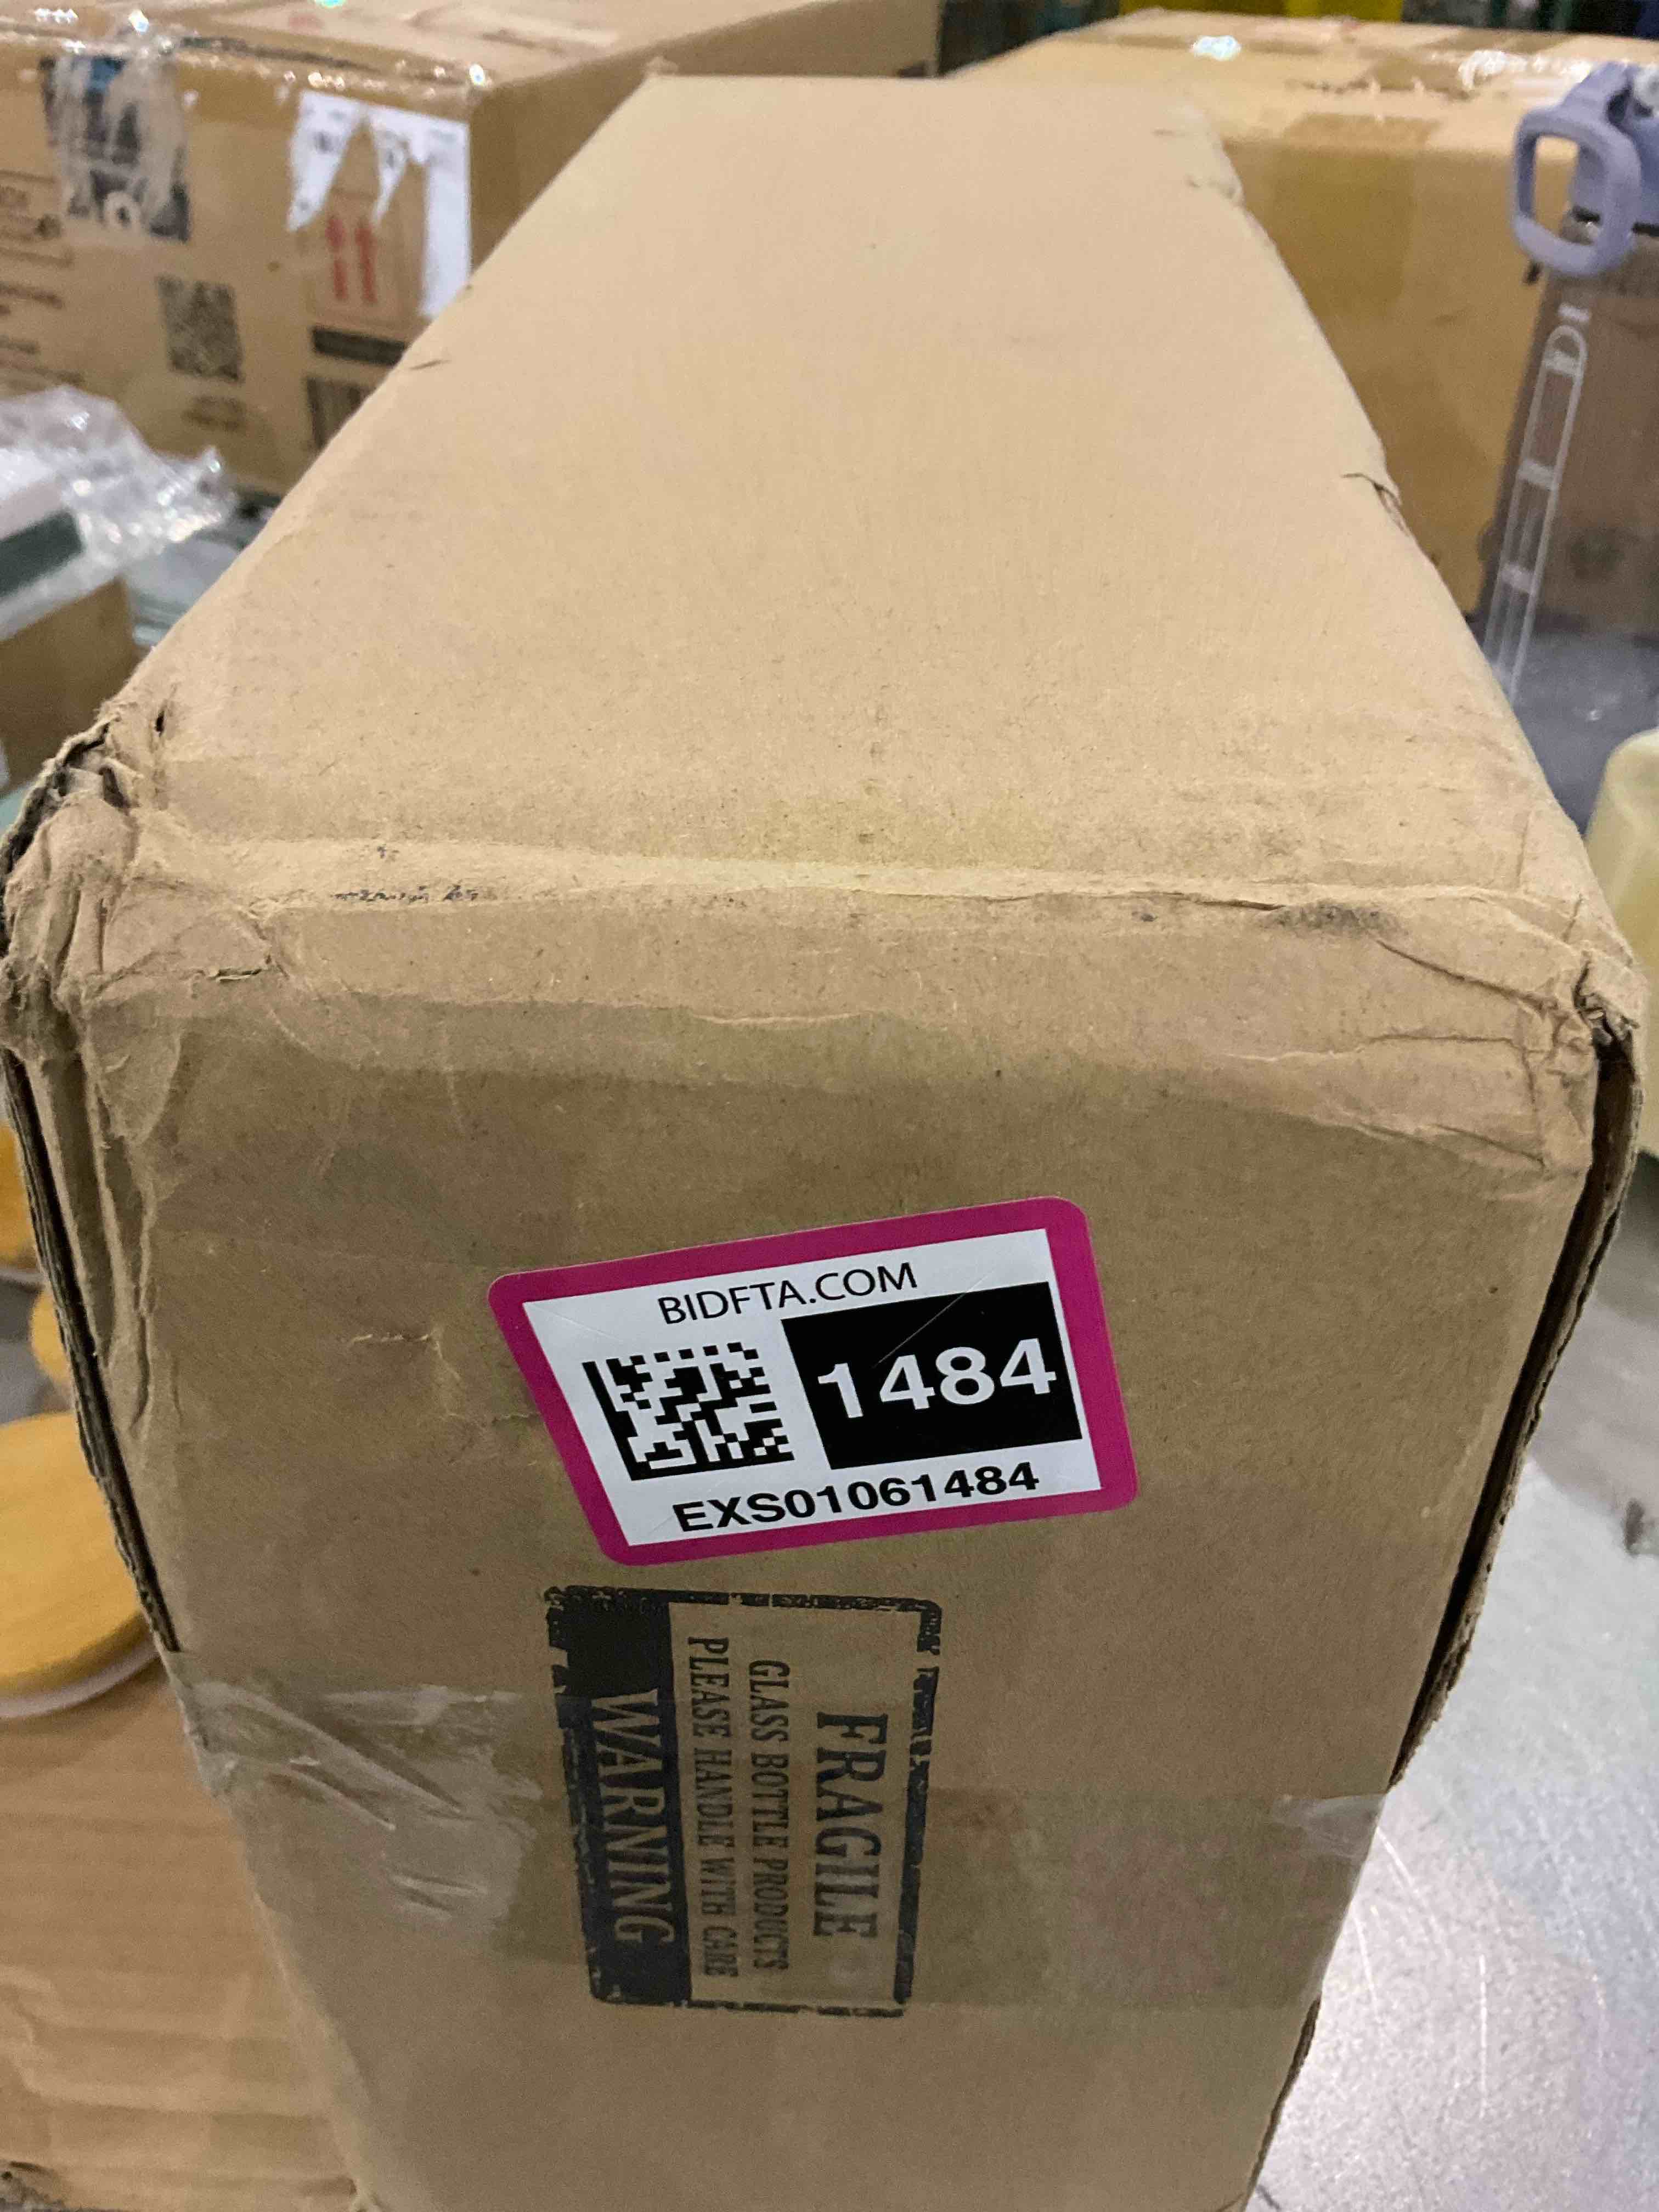 BIDFTA.COM
1484
EXS01061484
FRAGILE
GLASS BOTTLE PRODUCTS
PLEASE HANDLE WITH CARE
WARNING